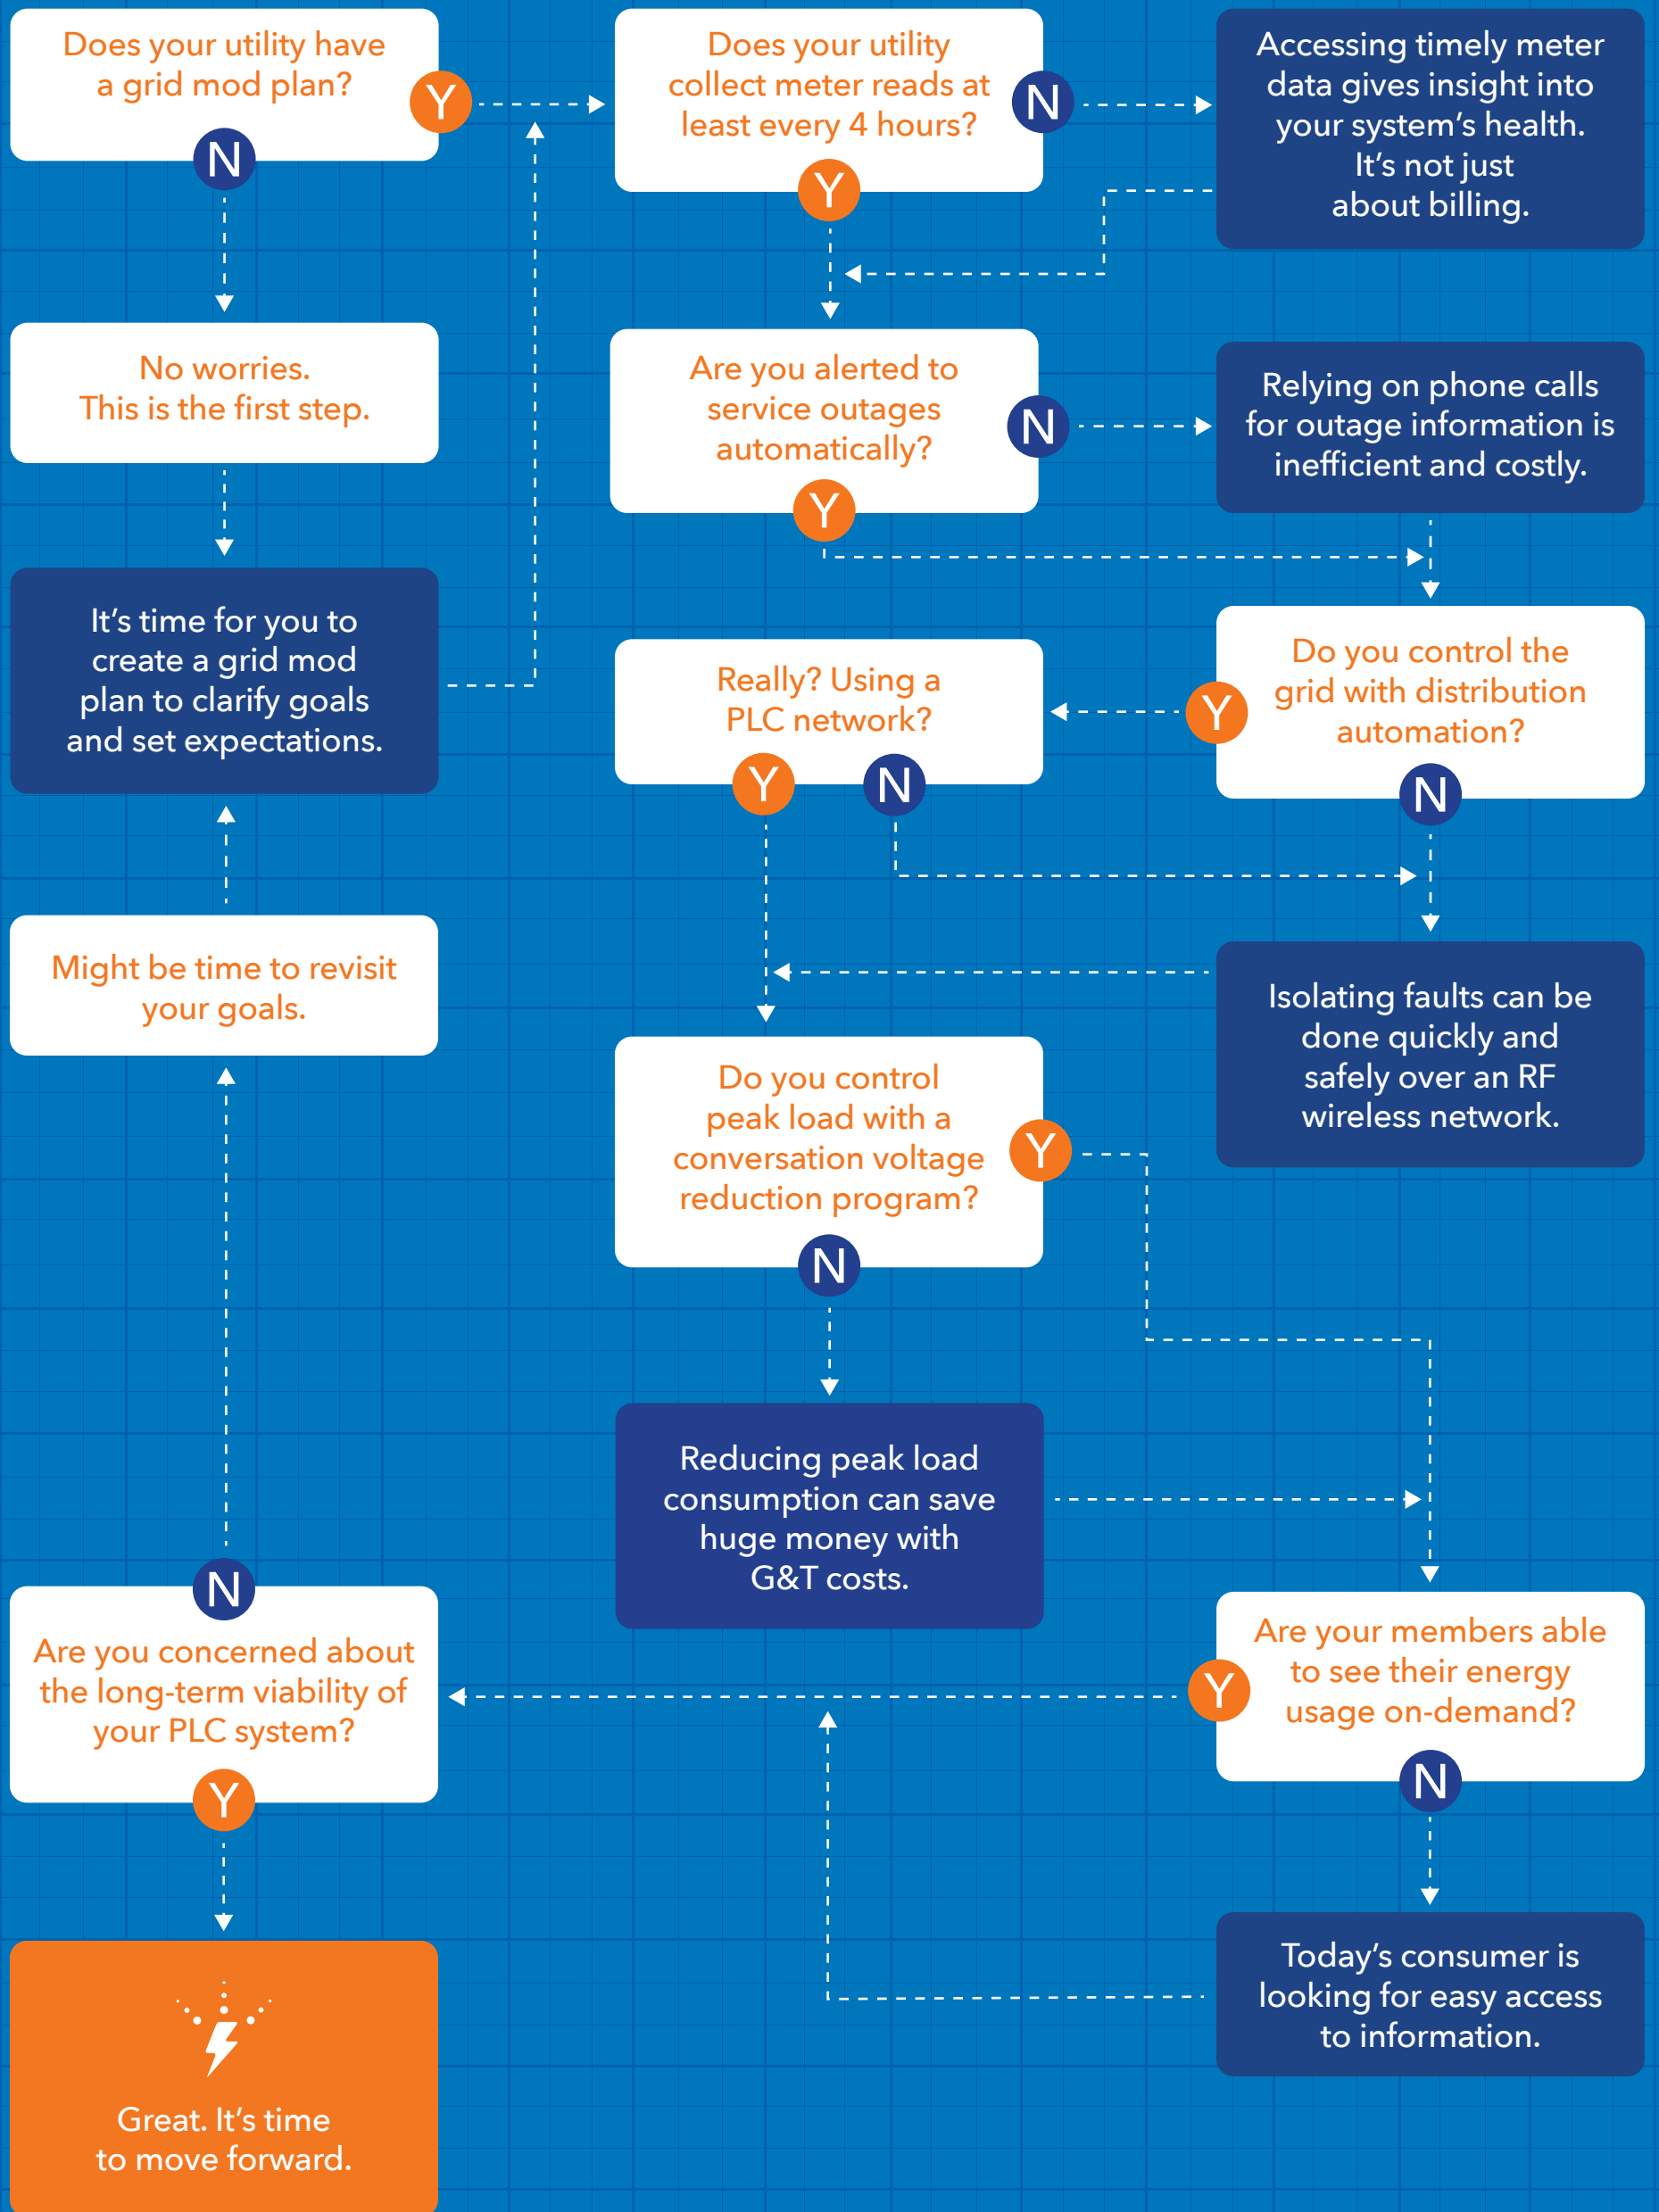 Does your utility have
a grid mod plan?
Y
N
Does your utility
collect meter reads at
least every 4 hours?
N
Y
Accessing timely meter
data gives insight into
your system's health.
It's not just
about billing.
No worries.
This is the first step.
Are you alerted to
service outages
automatically?
N
Y
Relying on phone calls
for outage information is
inefficient and costly.
It's time for you to
create a grid mod
plan to clarify goals
and set expectations.
Really? Using a
PLC network?
Y
N
Do you control the
grid with distribution
automation?
Y
N
Might be time to revisit
your goals.
Isolating faults can be
done quickly and
safely over an RF
wireless network.
Do you control
peak load with a
conversation voltage
reduction program?
Y
N
Reducing peak load
consumption can save
huge money with
G&T costs.
N
Are you concerned about
the long-term viability of
your PLC system?
Y
Are your members able
to see their energy
usage on-demand?
Y
N
Today's consumer is
looking for easy access
to information.
Great. It's time
to move forward.